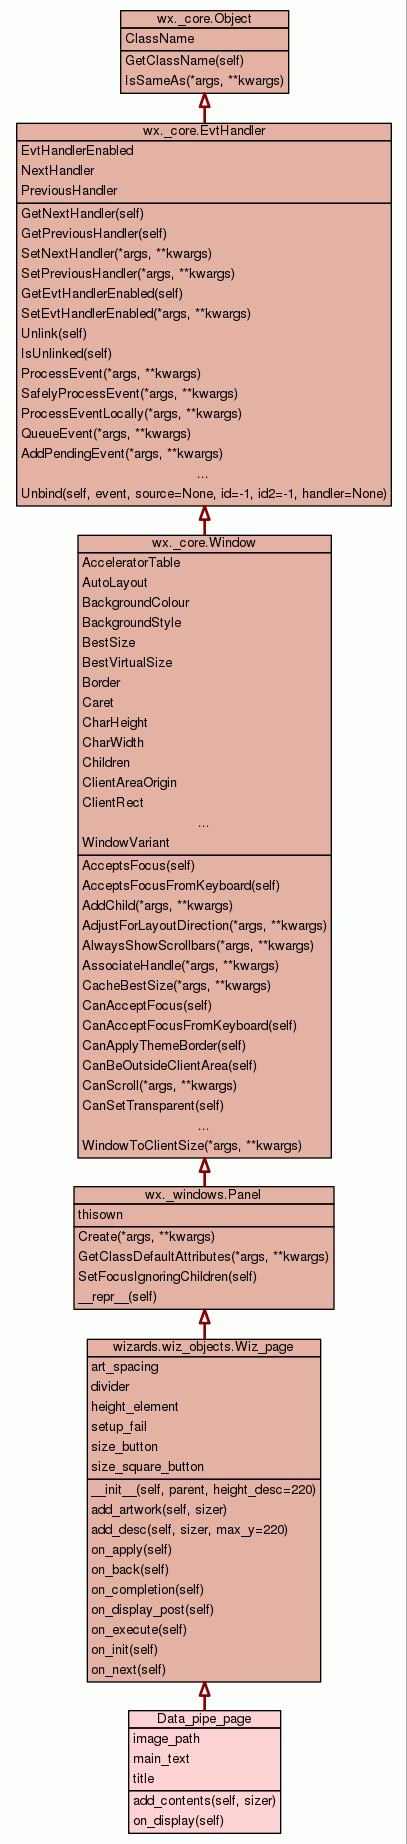 wx._core.Object
ClassName
GetClassName(self)
IsSameAs(*args, **kwargs)
wx._core.EvtHandler
EvtHandlerEnabled
NextHandler
PreviousHandler
GetNextHandler(self)
GetPreviousHandler(self)
SetNextHandler(*args, **kwargs)
SetPreviousHandler(*args, **kwargs)
GetEvtHandlerEnabled(self)
SetEvtHandlerEnabled(*args, **kwargs)
Unlink(self)
IsUnlinked(self)
ProcessEvent(*args, **kwargs)
SafelyProcessEvent(*args, **kwargs)
ProcessEventLocally(*args, **kwargs)
QueueEvent(*args, **kwargs)
AddPendingEvent(*args, **kwargs)
...
Unbind(self, event, source=None, id=-1, id2=-1, handler=None)
wx._core.Window
AcceleratorTable
AutoLayout
BackgroundColour
BackgroundStyle
BestSize
BestVirtualSize
Border
Caret
CharHeight
CharWidth
Children
ClientAreaOrigin
ClientRect
...
WindowVariant
AcceptsFocus(self)
AcceptsFocusFromKeyboard(self)
AddChild(*args, **kwargs)
AdjustForLayoutDirection(*args, **kwargs)
AlwaysShowScrollbars(*args, **kwargs)
AssociateHandle(*args, **kwargs)
CacheBestSize(*args, **kwargs)
CanAcceptFocus(self)
CanAcceptFocusFromKeyboard(self)
CanApplyThemeBorder(self)
CanBeOutsideClientArea(self)
CanScroll(*args, **kwargs)
CanSetTransparent(self)
...
WindowToClientSize(*args, **kwargs)
wx._windows.Panel
thisown
Create(*args, **kwargs)
GetClassDefaultAttributes(*args, **kwargs)
SetFocusIgnoringChildren(self)
__repr__(self)
wizards.wiz_objects.Wiz_page
art_spacing
divider
height_element
setup_fail
size_button
size_square_button
__init__(self, parent, height_desc=220)
add_artwork(self, sizer)
add_desc(self, sizer, max_y=220)
on_apply(self)
on_back(self)
on_completion(self)
on_display_post(self)
on_execute(self)
on_init(self)
on_next(self)
Data_pipe_page
image_path
main_text
title
add_contents(self, sizer)
on_display(self)